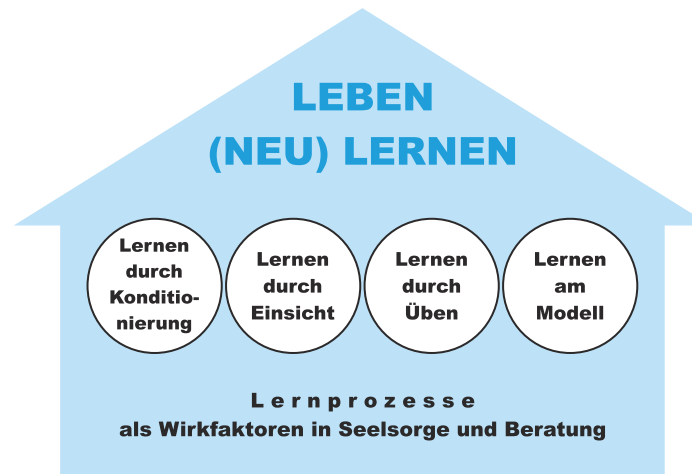 LEBEN
(NEU) LERNEN
Lernen
durch
Konditio-
nierung
Lernen
durch
Einsicht
Lernen
durch
Üben
Lernen
am
Modell
Lernprozesse
als Wirkfaktoren in Seelsorge und Beratung